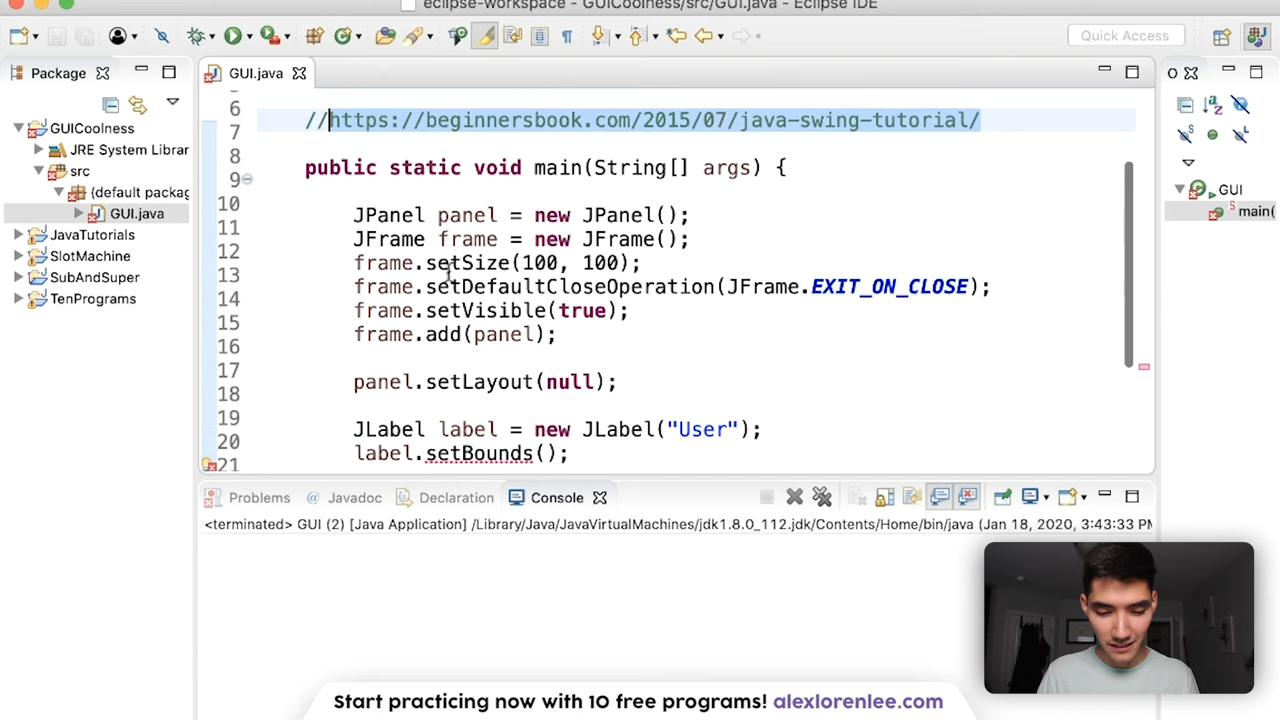 eclipse-workspace - GUICoolness/src/GUI.java - Eclipse IDE
Quick Access
Package
GUI.java
O
GUICoolness
JRE System Librar
src
(default packag
GUI.java
JavaTutorials
SlotMachine
SubAndSuper
TenPrograms
6
7 //https://beginnersbook.com/2015/07/java-swing-tutorial/
8
9 public static void main(String[] args) {
10
11 JPanel panel = new JPanel();
12 JFrame frame = new JFrame();
13 frame.setSize(100, 100);
14 frame.setDefaultCloseOperation(JFrame.EXIT_ON_CLOSE);
15 frame.setVisible(true);
16 frame.add(panel);
17
18 panel.setLayout(null);
19
20 JLabel label = new JLabel("User");
21 label.setBounds();
GUI
main(
Problems
@ Javadoc
Declaration
Console
<terminated> GUI (2) [Java Application] /Library/Java/JavaVirtualMachines/jdk1.8.0_112.jdk/Contents/Home/bin/java (Jan 18, 2020, 3:43:33 PM
Start practicing now with 10 free programs! alexlorenlee.com